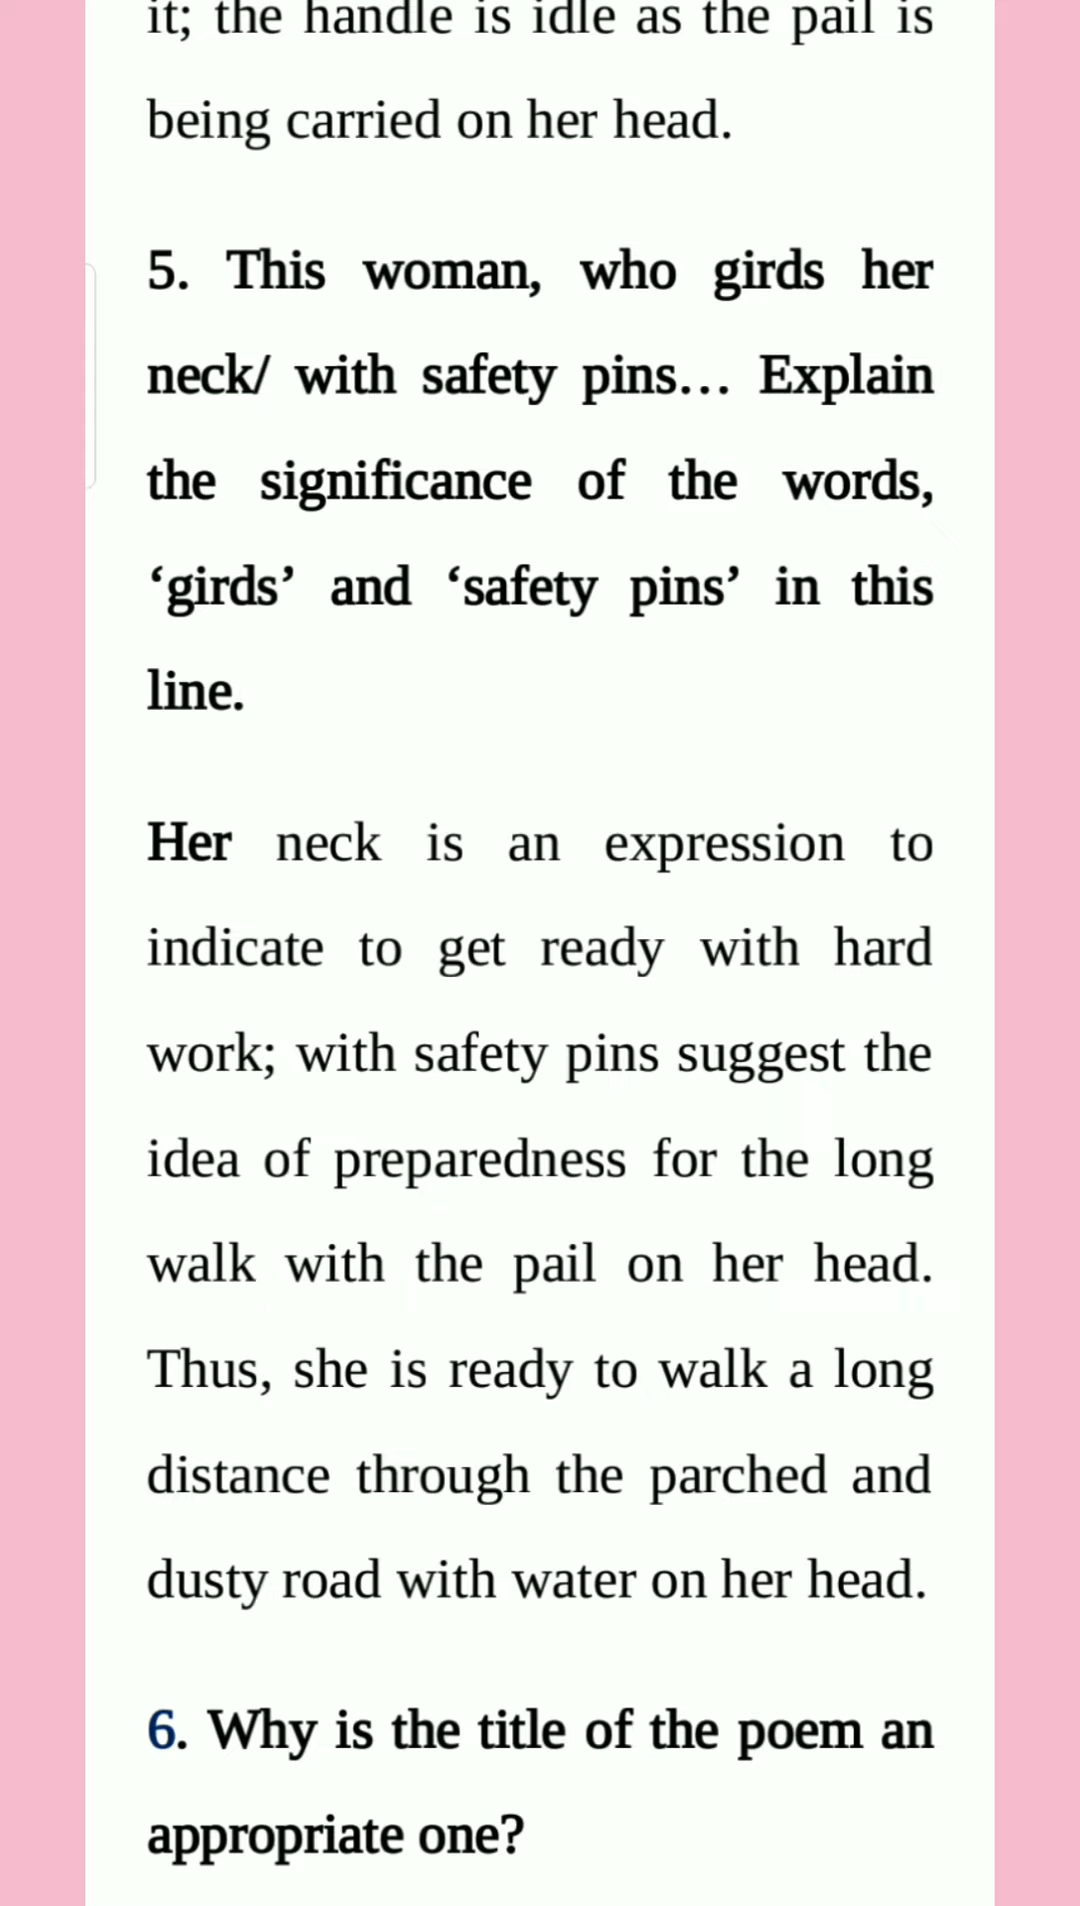 it; the handle is idle as the pail is
being carried on her head.
5. This woman, who girds her
neck/ with safety pins... Explain
the significance of the words,
‘girds’ and ‘safety pins’ in this
line.
Her neck is an expression to
indicate to get ready with hard
work; with safety pins suggest the
idea of preparedness for the long
walk with the pail on her head.
Thus, she is ready to walk a long
distance through the parched and
dusty road with water on her head.
6. Why is the title of the poem an
appropriate one?